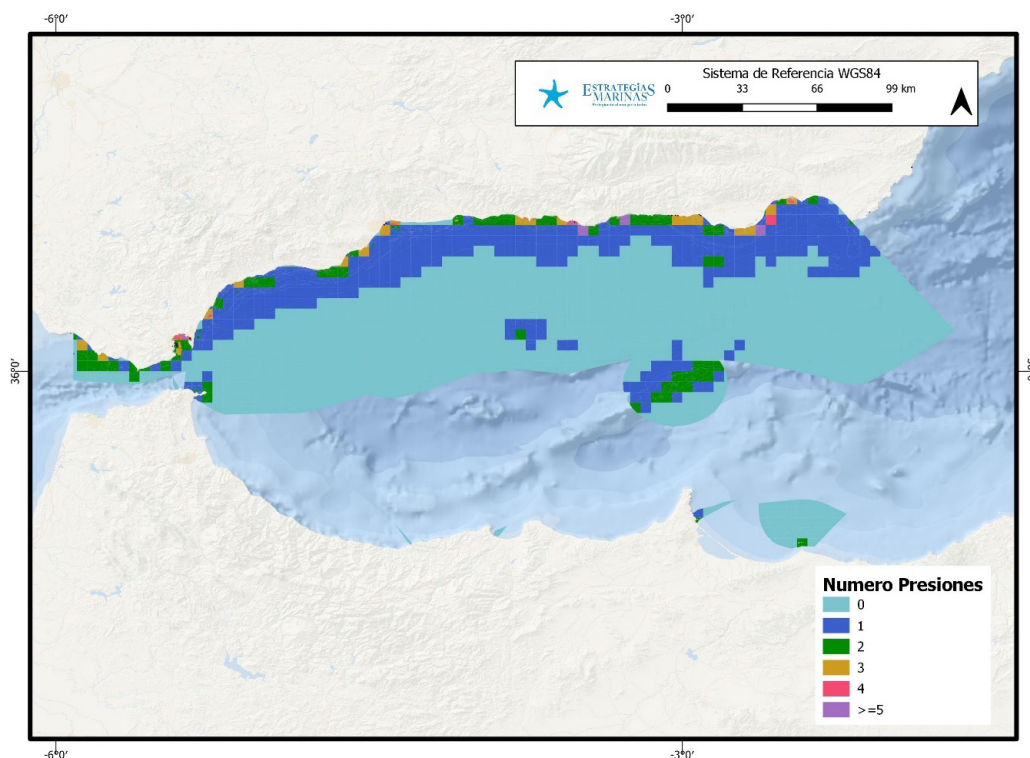 -6°0'
-3°0'
Sistema de Referencia WGS84
ESTRATEGÍAS
MARINAS
0 33 66 99 km
36°0'
Numero Presiones
0
1
2
3
4
>=5
-6°0'
-3°0'